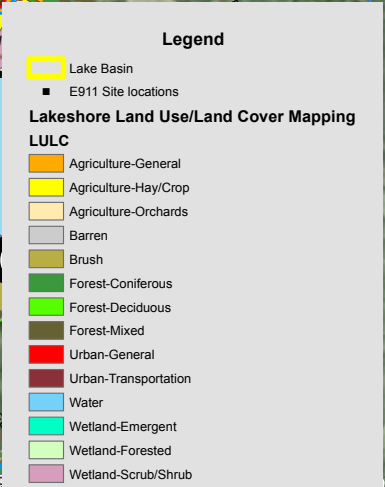 Legend
Lake Basin
E911 Site locations
Lakeshore Land Use/Land Cover Mapping
LULC
Agriculture-General
Agriculture-Hay/Crop
Agriculture-Orchards
Barren
Brush
Forest-Coniferous
Forest-Deciduous
Forest-Mixed
Urban-General
Urban-Transportation
Water
Wetland-Emergent
Wetland-Forested
Wetland-Scrub/Shrub